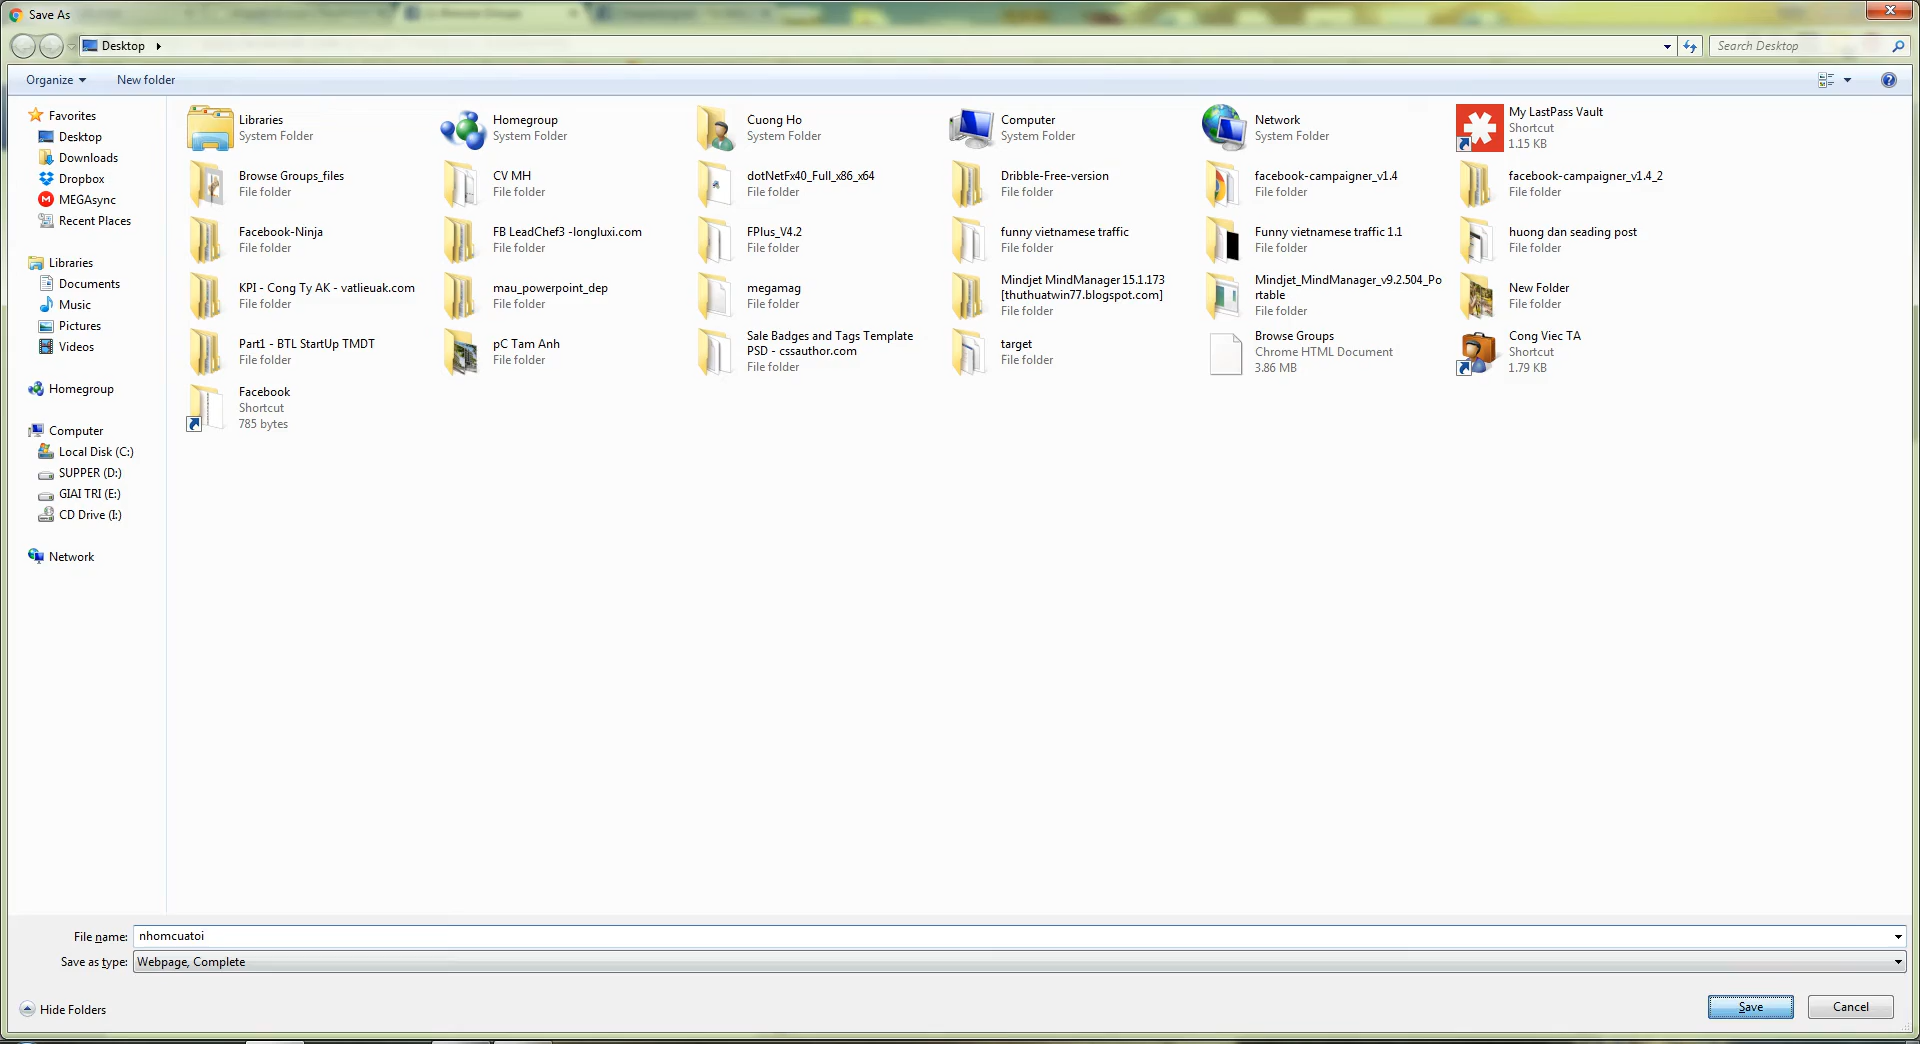 Save As
Desktop
Search Desktop
Organize
New folder
Favorites
Desktop
Downloads
Dropbox
MEGAsync
Recent Places
Libraries
Documents
Music
Pictures
Videos
Homegroup
Computer
Local Disk (C:)
SUPPER (D:)
GIAI TRI (E:)
CD Drive (I:)
Network
Libraries
System Folder
Homegroup
System Folder
Cuong Ho
System Folder
Computer
System Folder
Network
System Folder
My LastPass Vault
Shortcut
1.15 KB
Browse Groups_files
File folder
CV MH
File folder
dotNetFx40_Full_x86_x64
File folder
Dribble-Free-version
File folder
facebook-campaigner_v1.4
File folder
facebook-campaigner_v1.4_2
File folder
Facebook-Ninja
File folder
FB LeadChef3 -longluxi.com
File folder
FPlus_V4.2
File folder
funny vietnamese traffic
File folder
Funny vietnamese traffic 1.1
File folder
huong dan seading post
File folder
KPI - Cong Ty AK - vatlieuak.com
File folder
mau_powerpoint_dep
File folder
megamag
File folder
Mindjet MindManager 15.1.173
[thuthuatwin77.blogspot.com]
File folder
Mindjet_MindManager_v9.2.504_Po
rtable
File folder
New Folder
File folder
Part1 - BTL StartUp TMDT
File folder
pC Tam Anh
File folder
Sale Badges and Tags Template
PSD - cssauthor.com
File folder
target
File folder
Browse Groups
Chrome HTML Document
3.86 MB
Cong Viec TA
Shortcut
1.79 KB
Facebook
Shortcut
785 bytes
File name: nhomcuatoi
Save as type: Webpage, Complete
Hide Folders
Save
Cancel